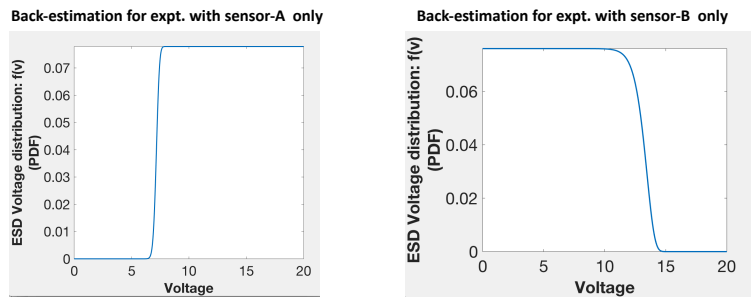 Back-estimation for expt. with sensor-A only
ESD Voltage distribution: f(v)
(PDF)
0.07
0.06
0.05
0.04
0.03
0.02
0.01
0
0 5 10 15 20
Voltage
Back-estimation for expt. with sensor-B only
ESD Voltage distribution: f(v)
(PDF)
0.06
0.04
0.02
0
0 5 10 15 20
Voltage